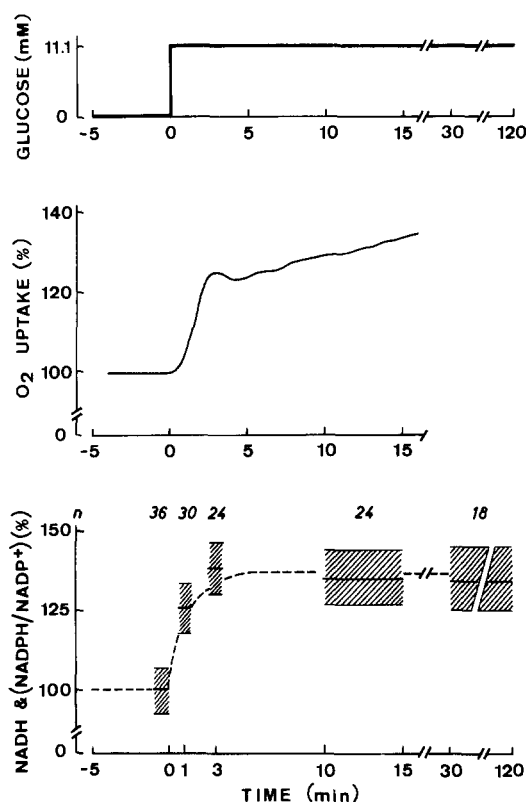 GLUCOSE (mM)
11.1
0
-5 0 5 10 15 30 120
O2 UPTAKE (%)
140
120
100
0
-5 0 5 10 15
NADH & (NADPH/NADP+) (%)
n 36 30 24 24 18
150
125
100
0
-5 0 1 3 10 15 30 120
TIME (min)